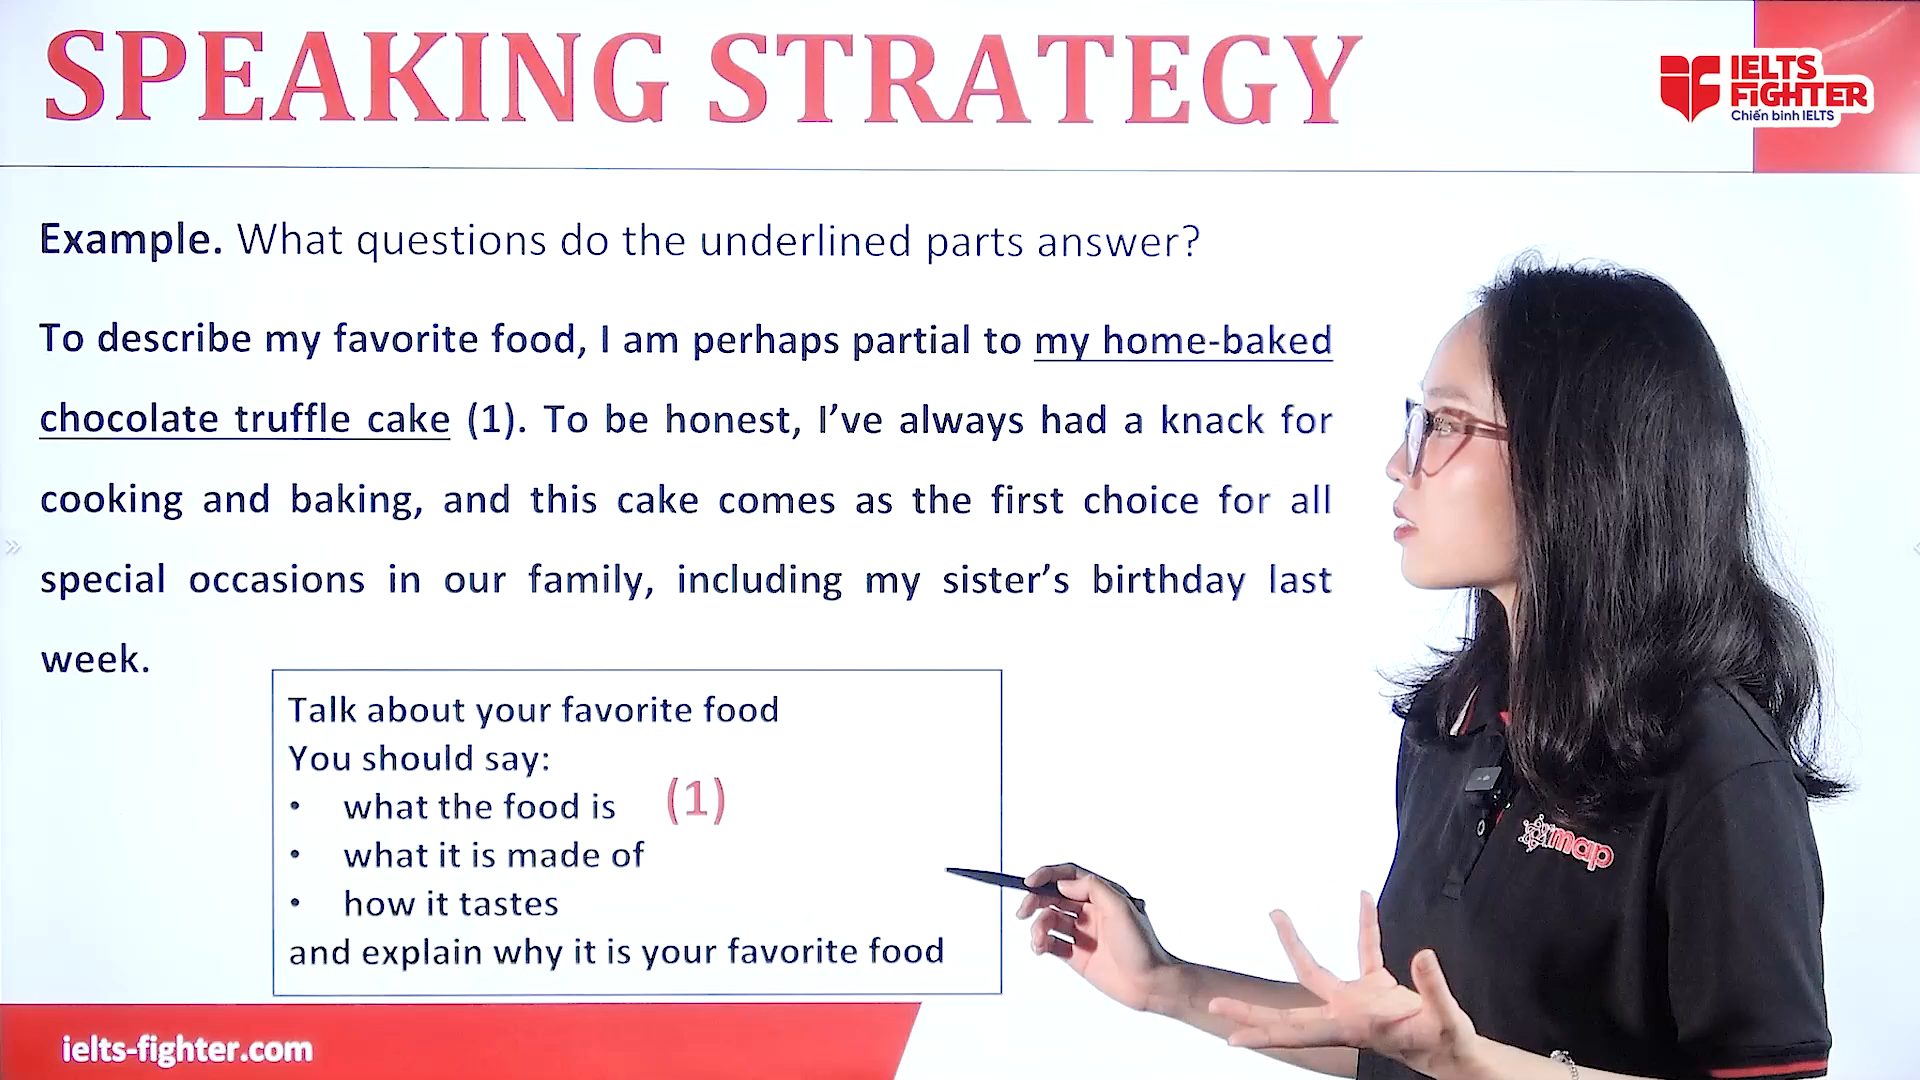 SPEAKING STRATEGY
IELTS
FIGHTER
Chiến binh IELTS
Example. What questions do the underlined parts answer?
To describe my favorite food, I am perhaps partial to my home-baked
chocolate truffle cake (1). To be honest, I've always had a knack for
cooking and baking, and this cake comes as the first choice for all
special occasions in our family, including my sister's birthday last
week.
Talk about your favorite food
You should say:
• what the food is (1)
• what it is made of
• how it tastes
and explain why it is your favorite food
map
ielts-fighter.com